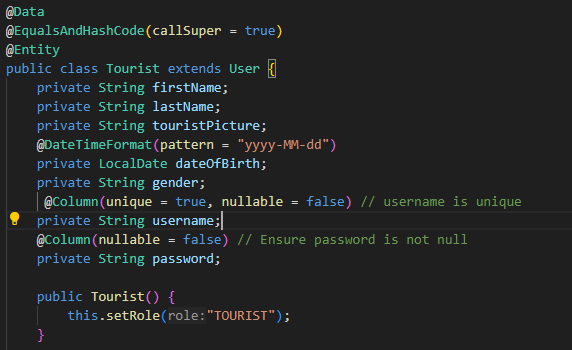 @Data
@EqualsAndHashCode(callSuper = true)
@Entity
public class Tourist extends User {
    private String firstName;
    private String lastName;
    private String touristPicture;
    @DateTimeFormat(pattern = "yyyy-MM-dd")
    private LocalDate dateOfBirth;
    private String gender;
     @Column(unique = true, nullable = false) // username is unique
    private String username;
    @Column(nullable = false) // Ensure password is not null
    private String password;

    public Tourist() {
        this.setRole(role:"TOURIST");
    }